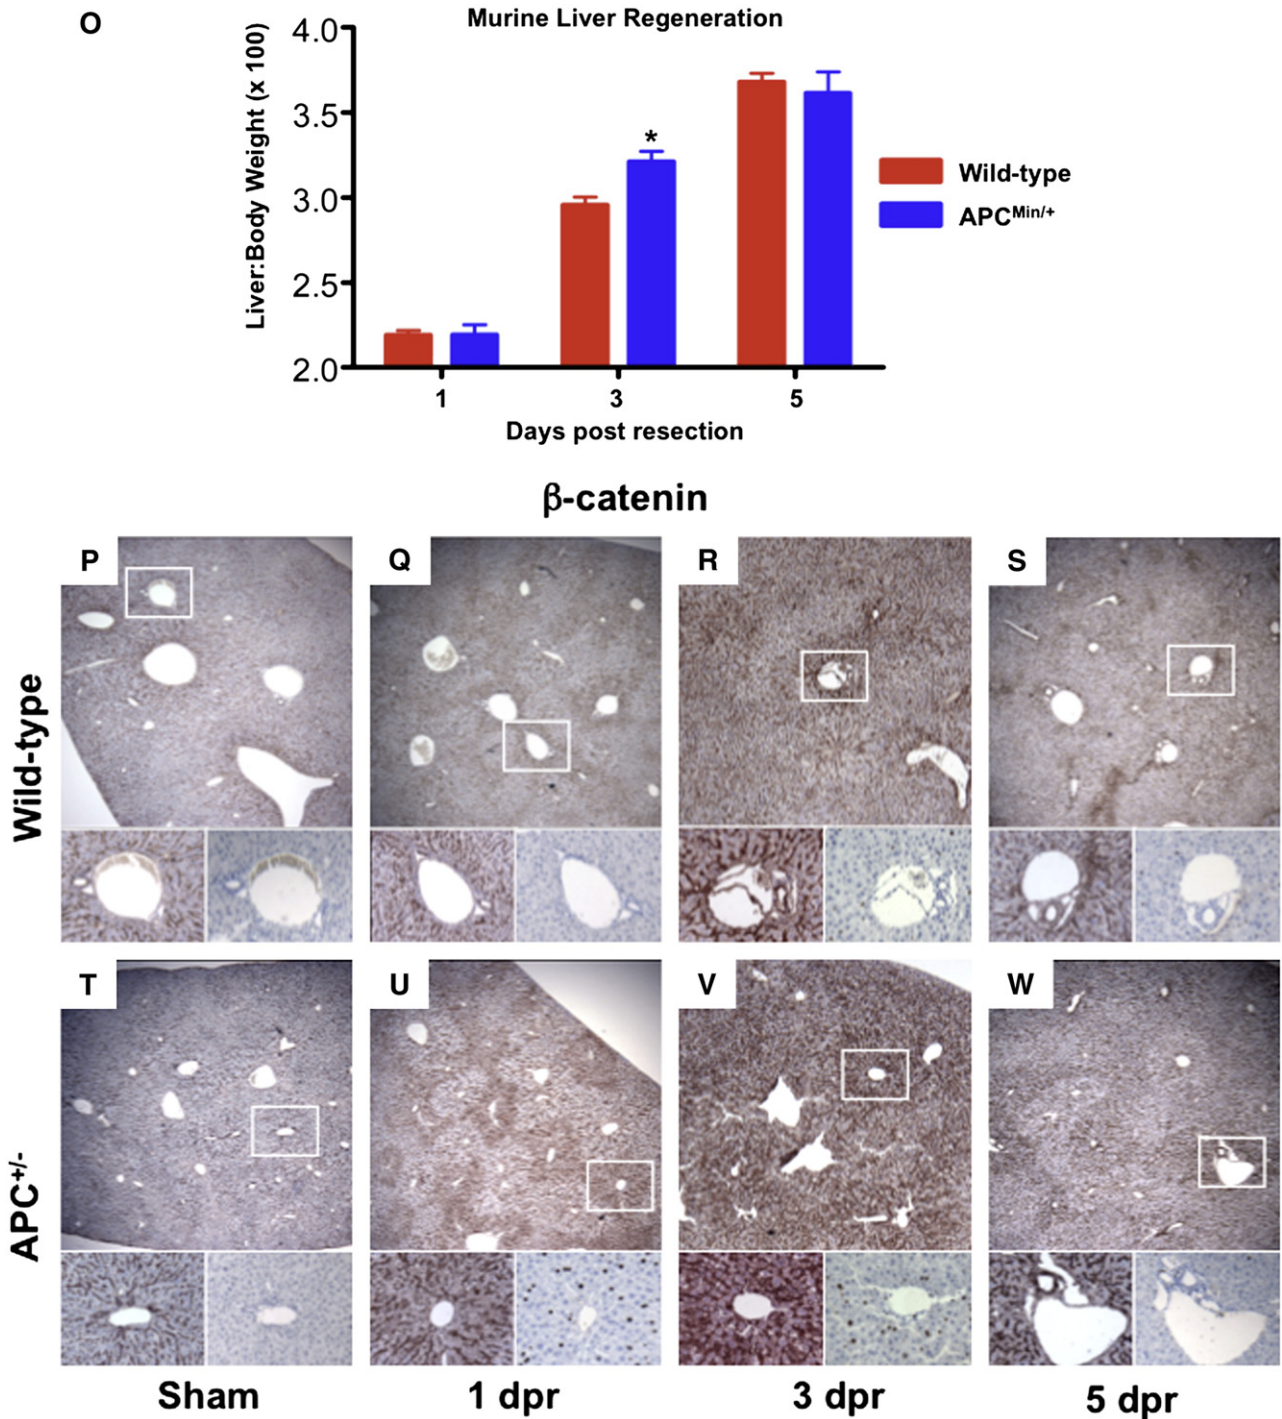 O
Murine Liver Regeneration
Liver:Body Weight (x 100)
4.0
3.5
3.0
2.5
2.0
*
1 3 5
Days post resection
Wild-type
APCMin/+
β-catenin
P Q R S
Wild-type
T U V W
APC+/-
Sham 1 dpr 3 dpr 5 dpr